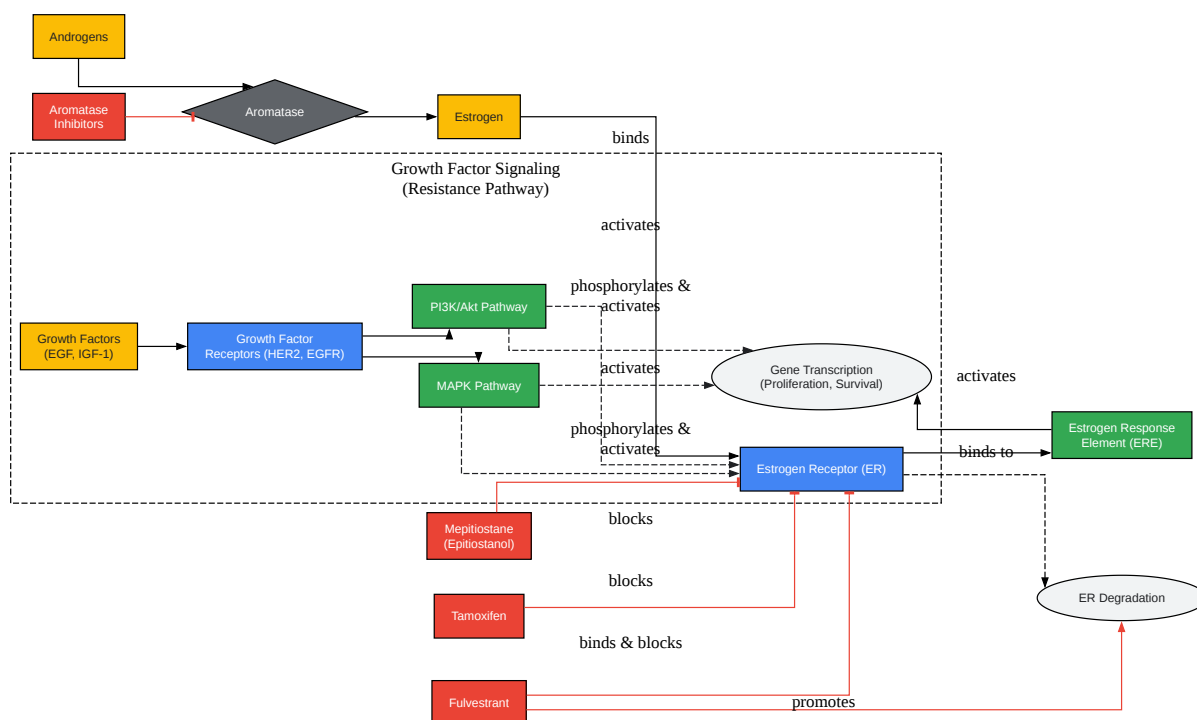 Androgens
Aromatase
Inhibitors
Aromatase
Estrogen
binds
Growth Factor Signaling
(Resistance Pathway)
activates
phosphorylates &
activates
PI3K/Akt Pathway
Growth Factors
(EGF, IGF-1)
Growth Factor
Receptors (HER2, EGFR)
MAPK Pathway
activates
Gene Transcription
(Proliferation, Survival)
activates
phosphorylates &
activates
Estrogen Response
Element (ERE)
binds to
Estrogen Receptor (ER)
Mepitiostane
(Epitiostanol)
blocks
blocks
ER Degradation
Tamoxifen
binds & blocks
Fulvestrant
promotes